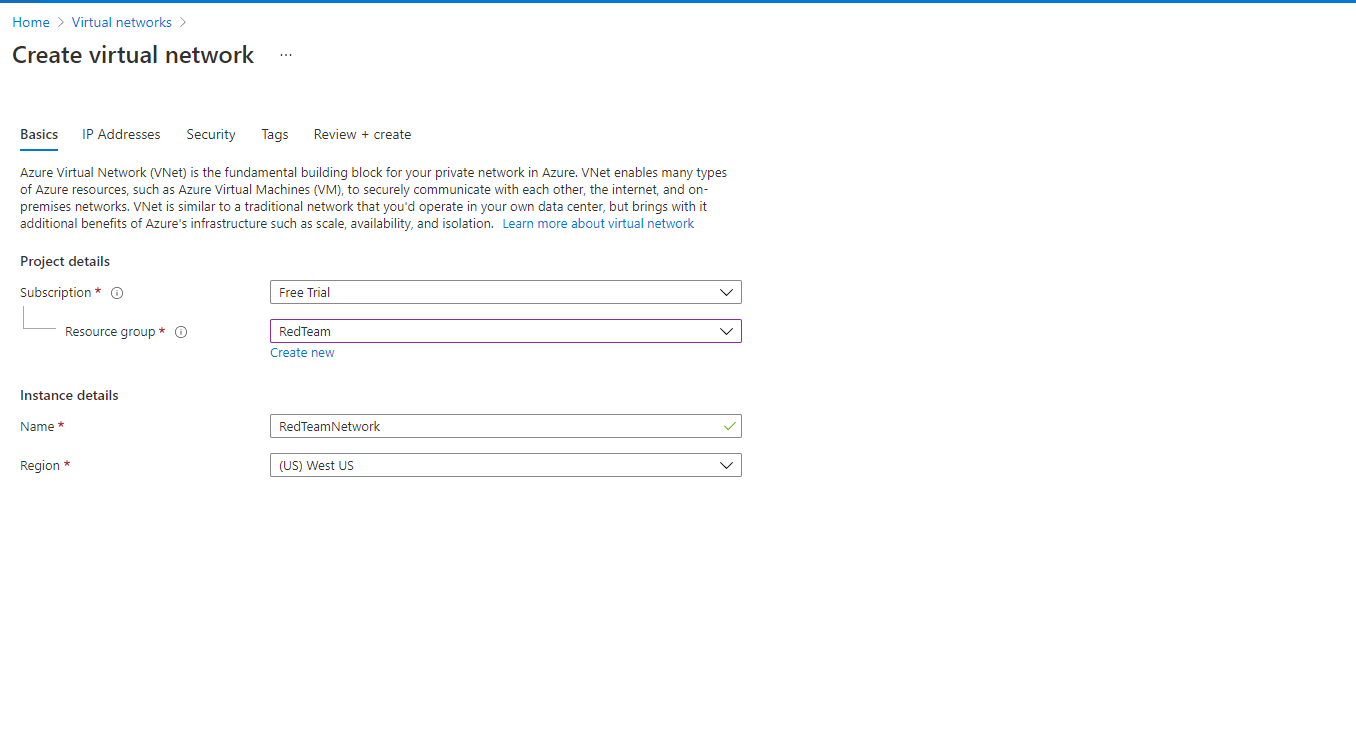 Home > Virtual networks >
Create virtual network ...
Basics IP Addresses Security Tags Review + create
Azure Virtual Network (VNet) is the fundamental building block for your private network in Azure. VNet enables many types
of Azure resources, such as Azure Virtual Machines (VM), to securely communicate with each other, the internet, and on-
premises networks. VNet is similar to a traditional network that you'd operate in your own data center, but brings with it
additional benefits of Azure's infrastructure such as scale, availability, and isolation. Learn more about virtual network
Project details
Subscription * Free Trial
Resource group * RedTeam
Create new
Instance details
Name * RedTeamNetwork
Region * (US) West US